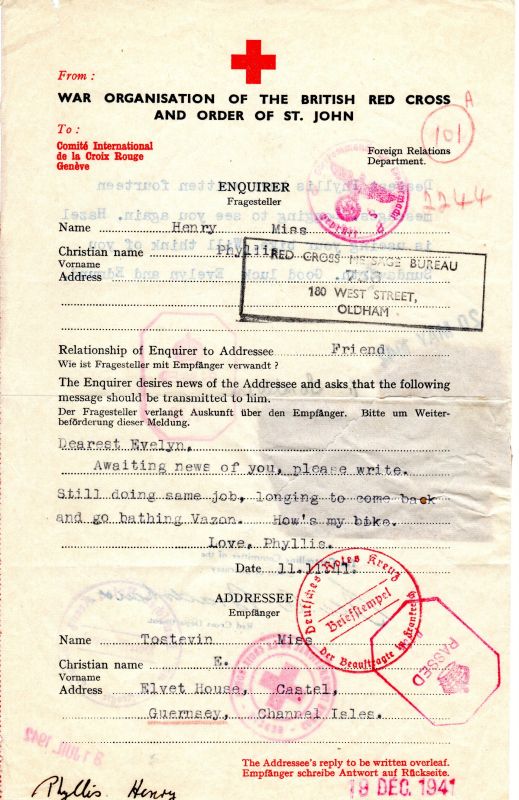 From :
WAR ORGANISATION OF THE BRITISH RED CROSS
AND ORDER OF ST. JOHN
To :
Comité International
de la Croix Rouge
Genève
Foreign Relations
Department.
A
101
2244
ENQUIRER
Fragesteller
Name Henry Miss
Christian name Phyllis
Vorname
Address
RED CROSS MESSAGE BUREAU
180 WEST STREET,
OLDHAM
Relationship of Enquirer to Addressee Friend
Wie ist Fragesteller mit Empfänger verwandt ?
The Enquirer desires news of the Addressee and asks that the following
message should be transmitted to him.
Der Fragesteller verlangt Auskunft über den Empfänger. Bitte um Weiter-
beförderung dieser Meldung.
Dearest Evelyn,
Awaiting news of you, please write.
Still doing same job, longing to come back
and go bathing Vazon. How's my bike.
Love, Phyllis.
Date 11.11.41.
Deutsches Rotes Kreuz
Briefstempel
der Beauftragte
PASSED
ADDRESSEE
Empfänger
Name Tostevin Miss
Christian name E.
Vorname
Address Elvet House, Castel,
Guernsey, Channel Isles.
The Addressee's reply to be written overleaf.
Empfänger schreibe Antwort auf Rückseite.
Phyllis Henry
19 DEC. 1941